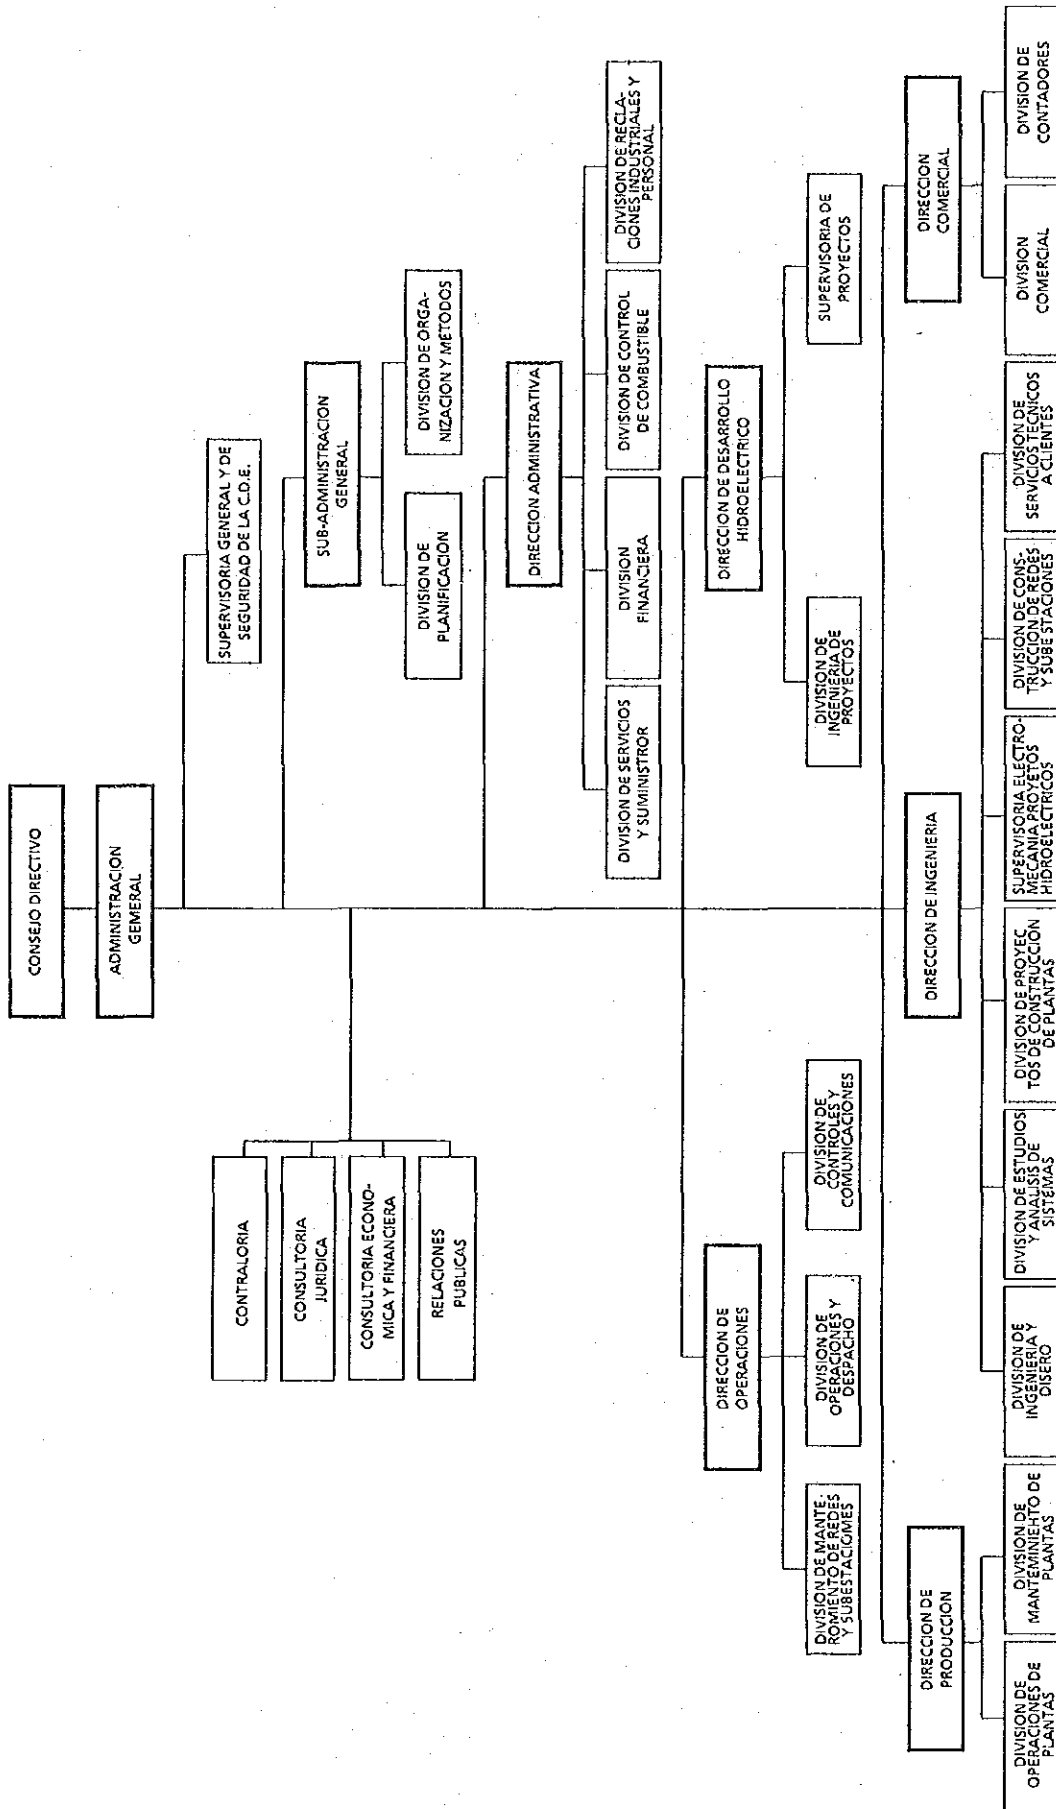 CONSEJO DIRECTIVO
ADMINISTRACION
GEMERAL
SUPERVISORIA GENERAL Y DE
SEGURIDAD DE LA C.D.E.
SUB-ADMINISTRACION
GENERAL
DIVISION DE
PLANIFICACION
DIVISION DE ORGA-
NIZACION Y METODOS
CONTRALORIA
CONSULTORIA
JURIDICA
CONSULTORIA ECONO-
MICA Y FINANCIERA
RELACIONES
PUBLICAS
DIRECCION ADMINISTRATIVA
DIVISION DE SERVICIOS
Y SUMINISTROR
DIVISION
FINANCIERA
DIVISION DE CONTROL
DE COMBUSTIBLE
DIVISION DE RECLA-
CIONES INDUSTRIALES Y
PERSONAL
DIRECCION DE
OPERACIONES
DIVISION DE MANTE-
ROMIENTO DE REDES
Y SUBESTACIOMES
DIVISION DE
OPERACIONES Y
DESPACHO
DIVISION DE
CONTROLES Y
COMUNICACIONES
DIRECCION DE DESARROLLO
HIDROELECTRICO
DIVISION DE
INGENIERIA DE
PROYECTOS
SUPERVISORIA DE
PROYECTOS
DIRECCION DE
PRODUCCION
DIVISION DE
OPERACIONES DE
PLANTAS
DIVISION DE
MANTEMINIEHTO DE
PLANTAS
DIRECCION DE INGENIERIA
DIVISION DE
INGENIERIA Y
DISERO
DIVISION DE ESTUDIOS
Y ANALISIS DE
SISTEMAS
DIVISION DE PROYEC
TOS DE CONSTRUCCION
DE PLANTAS
SUPERVISORIA ELECTRO-
MECANIA PROYETOS
HIDROELECTRICOS
DIVISION DE CONS-
TRUCCION DE REDES
Y SUBE STACIONES
DIVISION DE
SERVICIOS TECNICOS
A CLIENTES
DIRECCION
COMERCIAL
DIVISION
COMERCIAL
DIVISION DE
CONTADORES